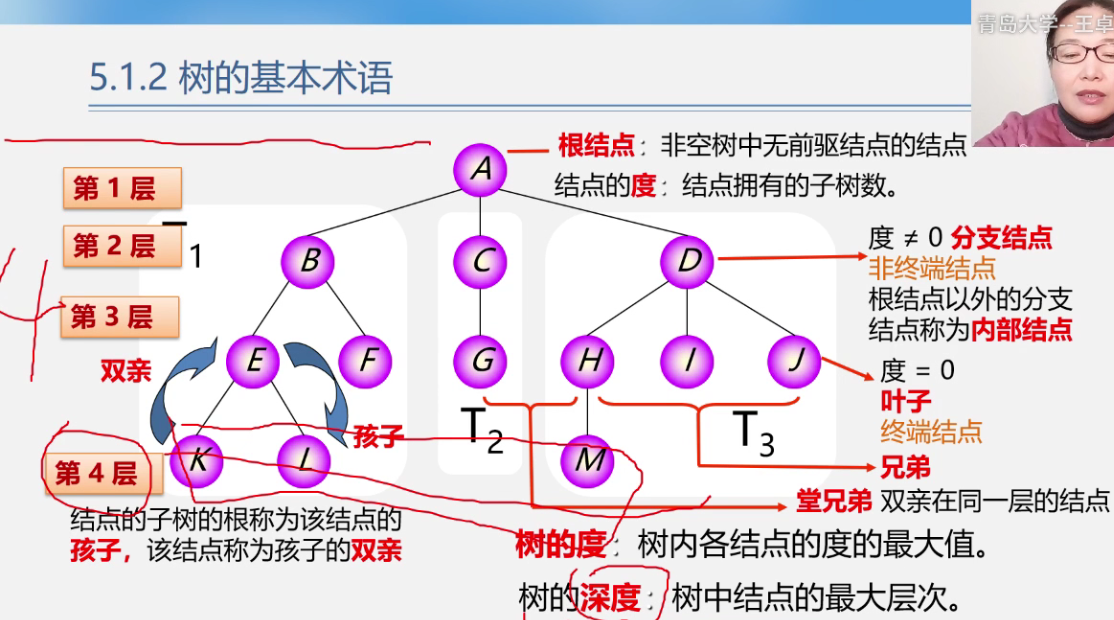 青岛大学--王卓
5.1.2 树的基本术语
A
根结点：非空树中无前驱结点的结点
结点的度：结点拥有的子树数。
第 1 层
第 2 层
T1
B
C
D
度 ≠ 0 分支结点
非终端结点
根结点以外的分支
结点称为内部结点
第 3 层
双亲
E
F
G
H
I
J
度 = 0
叶子
终端结点
孩子
T2
T3
第 4 层
K
L
M
兄弟
堂兄弟 双亲在同一层的结点
结点的子树的根称为该结点的
孩子，该结点称为孩子的双亲
树的度：树内各结点的度的最大值。
树的深度：树中结点的最大层次。
4